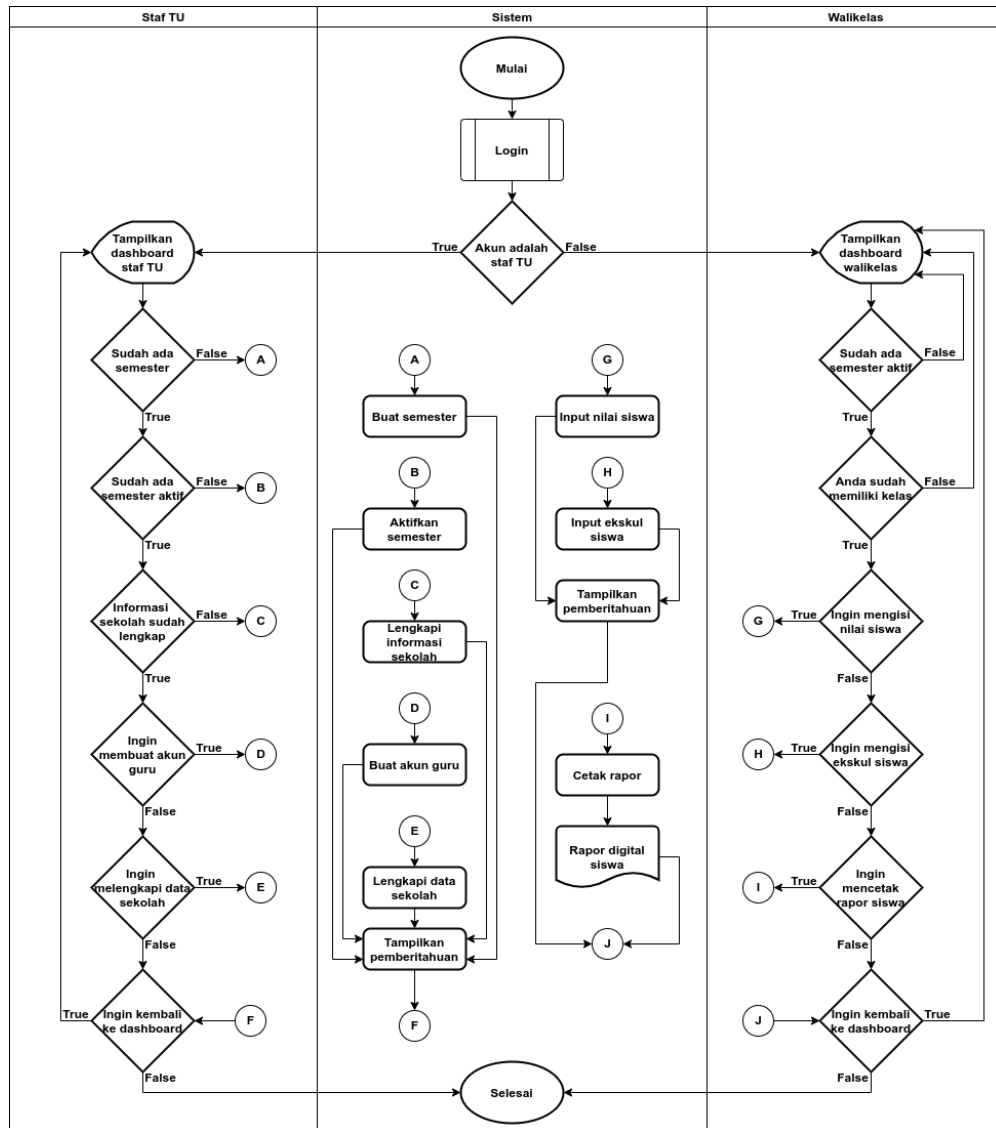 Staf TU
Sistem
Walikelas
Mulai
Login
Tampilkan
dashboard
staf TU
True
Akun adalah
staf TU
False
Tampilkan
dashboard
walikelas
Sudah ada
semester
False
A
True
Sudah ada
semester aktif
False
B
True
Informasi
sekolah sudah
lengkap
False
C
True
Ingin
membuat akun
guru
True
D
False
Ingin
melengkapi data
sekolah
True
E
False
True
Ingin kembali
ke dashboard
F
False
A
Buat semester
B
Aktifkan
semester
C
Lengkapi
informasi
sekolah
D
Buat akun guru
E
Lengkapi data
sekolah
Tampilkan
pemberitahuan
F
G
Input nilai siswa
H
Input ekskul
siswa
Tampilkan
pemberitahuan
I
Cetak rapor
Rapor digital
siswa
J
Selesai
Sudah ada
semester aktif
False
True
Anda sudah
memiliki kelas
False
True
G
True
Ingin mengisi
nilai siswa
False
H
True
Ingin mengisi
ekskul siswa
False
I
True
Ingin
mencetak
rapor siswa
False
J
Ingin kembali
ke dashboard
True
False